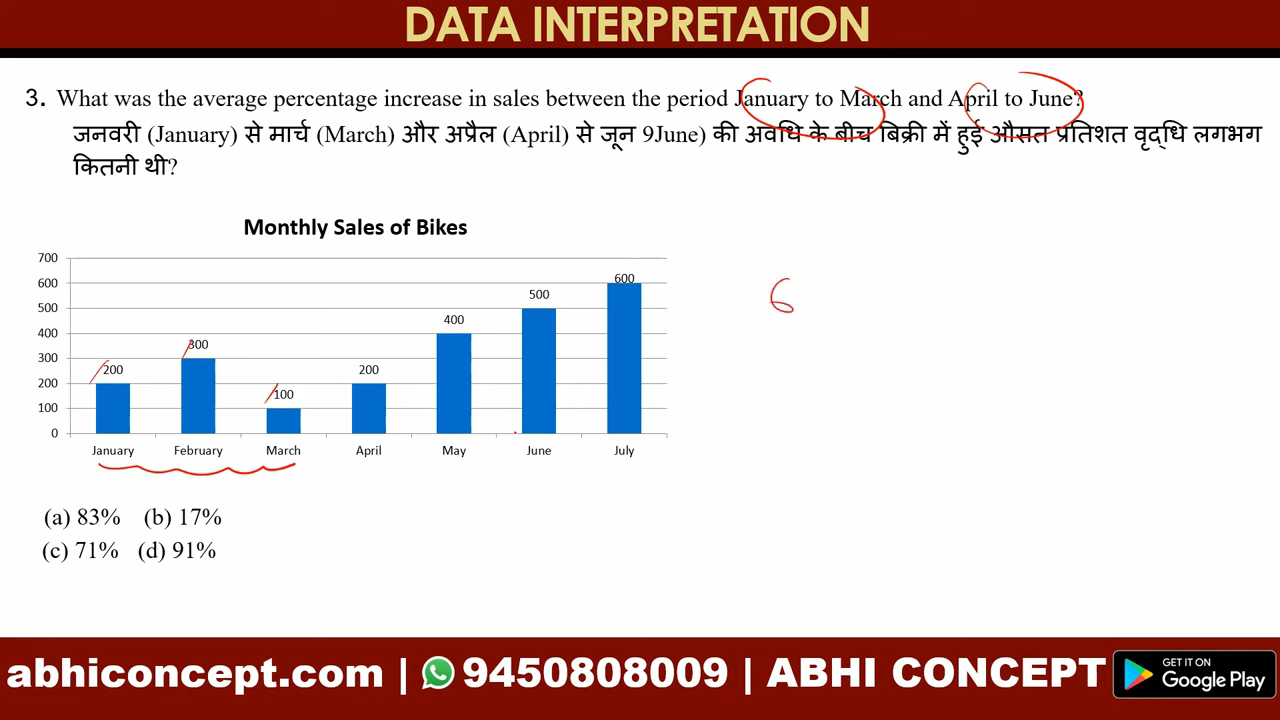 DATA INTERPRETATION
3. What was the average percentage increase in sales between the period January to March and April to June?
जनवरी (January) से मार्च (March) और अप्रैल (April) से जून 9June) की अवधि के बीच बिक्री में हुई औसत प्रतिशत वृद्धि लगभग
कितनी थी?
Monthly Sales of Bikes
700
600
500
400
300
200
100
0
200
300
100
200
400
500
600
January February March April May June July
6
(a) 83% (b) 17%
(c) 71% (d) 91%
abhiconcept.com | 9450808009 | ABHI CONCEPT
GET IT ON
Google Play